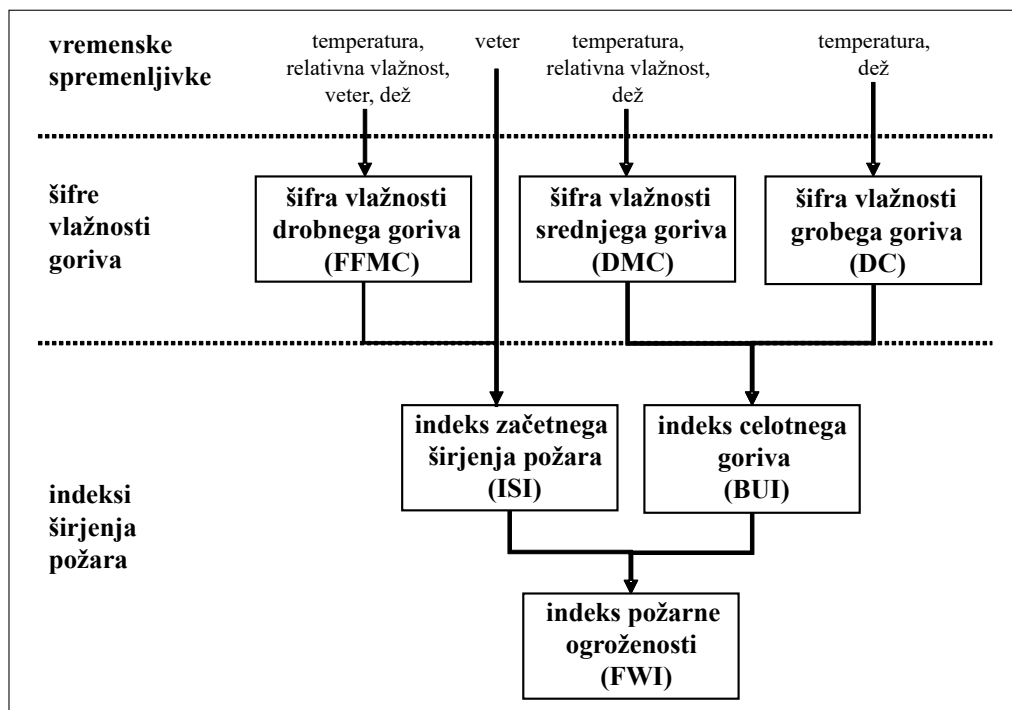 vremenske
spremenljivke
temperatura,
relativna vlažnost,
veter, dež
veter
temperatura,
relativna vlažnost,
dež
temperatura,
dež
šifre
vlažnosti
goriva
šifra vlažnosti
drobnega goriva
(FFMC)
šifra vlažnosti
srednjega goriva
(DMC)
šifra vlažnosti
grobega goriva
(DC)
indeksi
širjenja
požara
indeks začetnega
širjenja požara
(ISI)
indeks celotnega
goriva
(BUI)
indeks požarne
ogroženosti
(FWI)